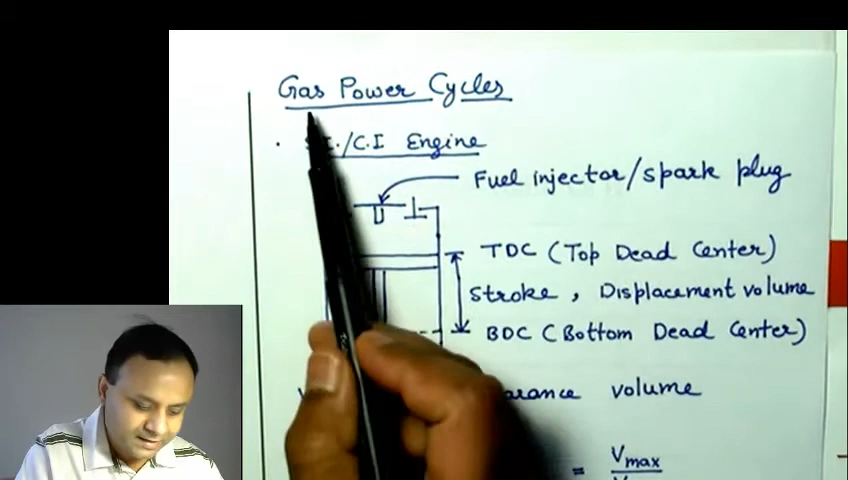 Gas Power Cycles
/C.I Engine
Fuel injector/spark plug
TDC (Top Dead Center)
Stroke, Displacement volume
BDC (Bottom Dead Center)
volume
= Vmax